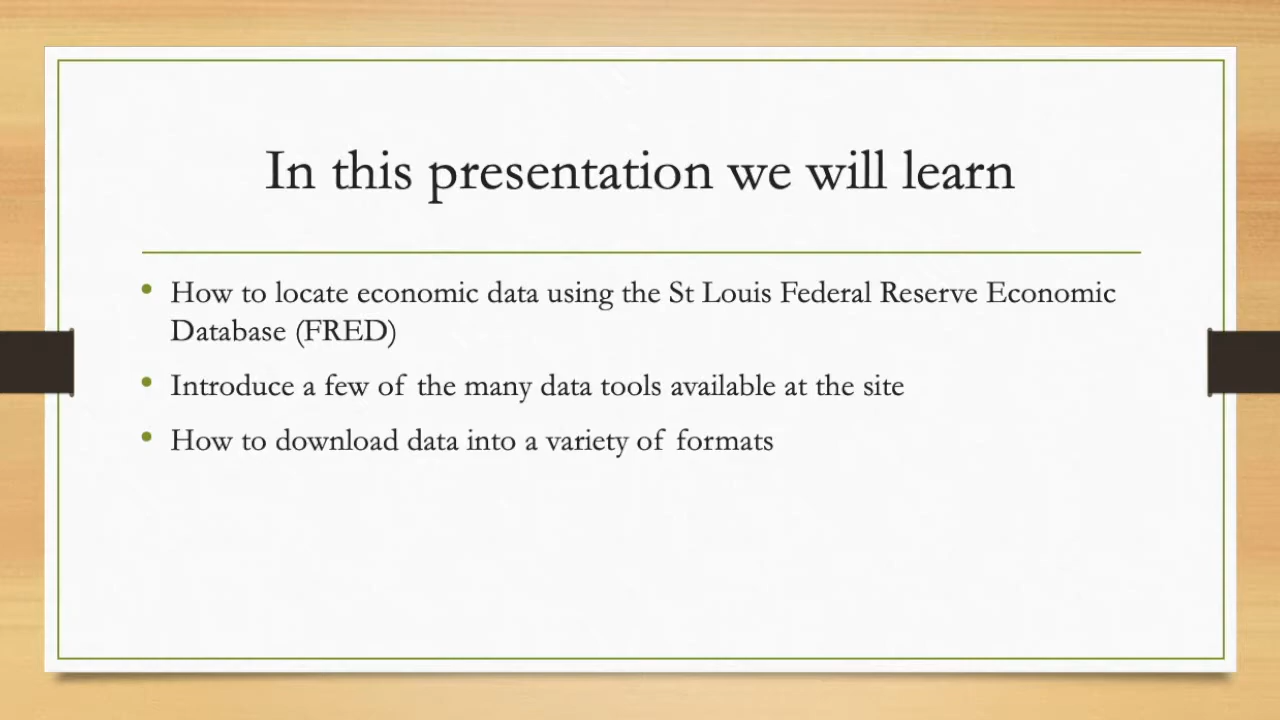 In this presentation we will learn
• How to locate economic data using the St Louis Federal Reserve Economic
Database (FRED)
• Introduce a few of the many data tools available at the site
• How to download data into a variety of formats